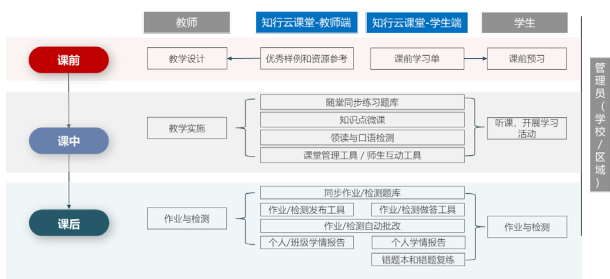 教师
知行云课堂-教师端
知行云课堂-学生端
学生
课前
教学设计
优秀样例和资源参考
课前学习单
课前预习
课中
教学实施
随堂同步练习题库
知识点微课
领读与口语检测
课堂管理工具 / 师生互动工具
听课，开展学习
活动
课后
作业与检测
同步作业/检测题库
作业/检测发布工具
作业/检测做答工具
作业/检测自动批改
个人/班级学情报告
个人学情报告
错题本和错题复练
作业与检测
管理员（学校/区域）